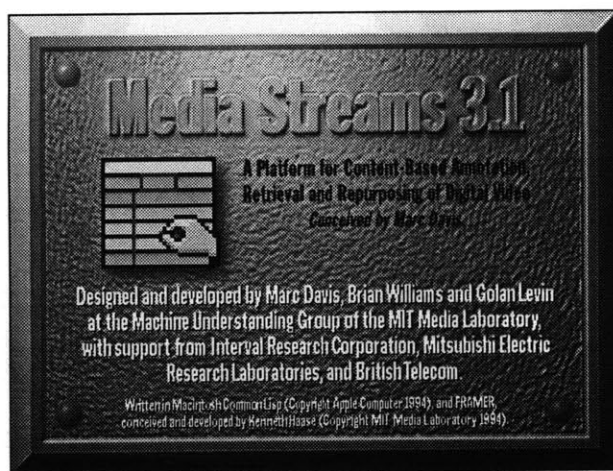 Media Streams 3.1
A Platform for Content-Based Annotation,
Retrieval and Repurposing of Digital Video
Conceived by Marc Davis
Designed and developed by Marc Davis, Brian Williams and Golan Levin
at the Machine Understanding Group of the MIT Media Laboratory,
with support from Interval Research Corporation, Mitsubishi Electric
Research Laboratories, and British Telecom.
Written in Macintosh Common Lisp (Copyright Apple Computer 1994), and FRAMER,
conceived and developed by Kenneth Haase (Copyright MIT Media Laboratory 1994).